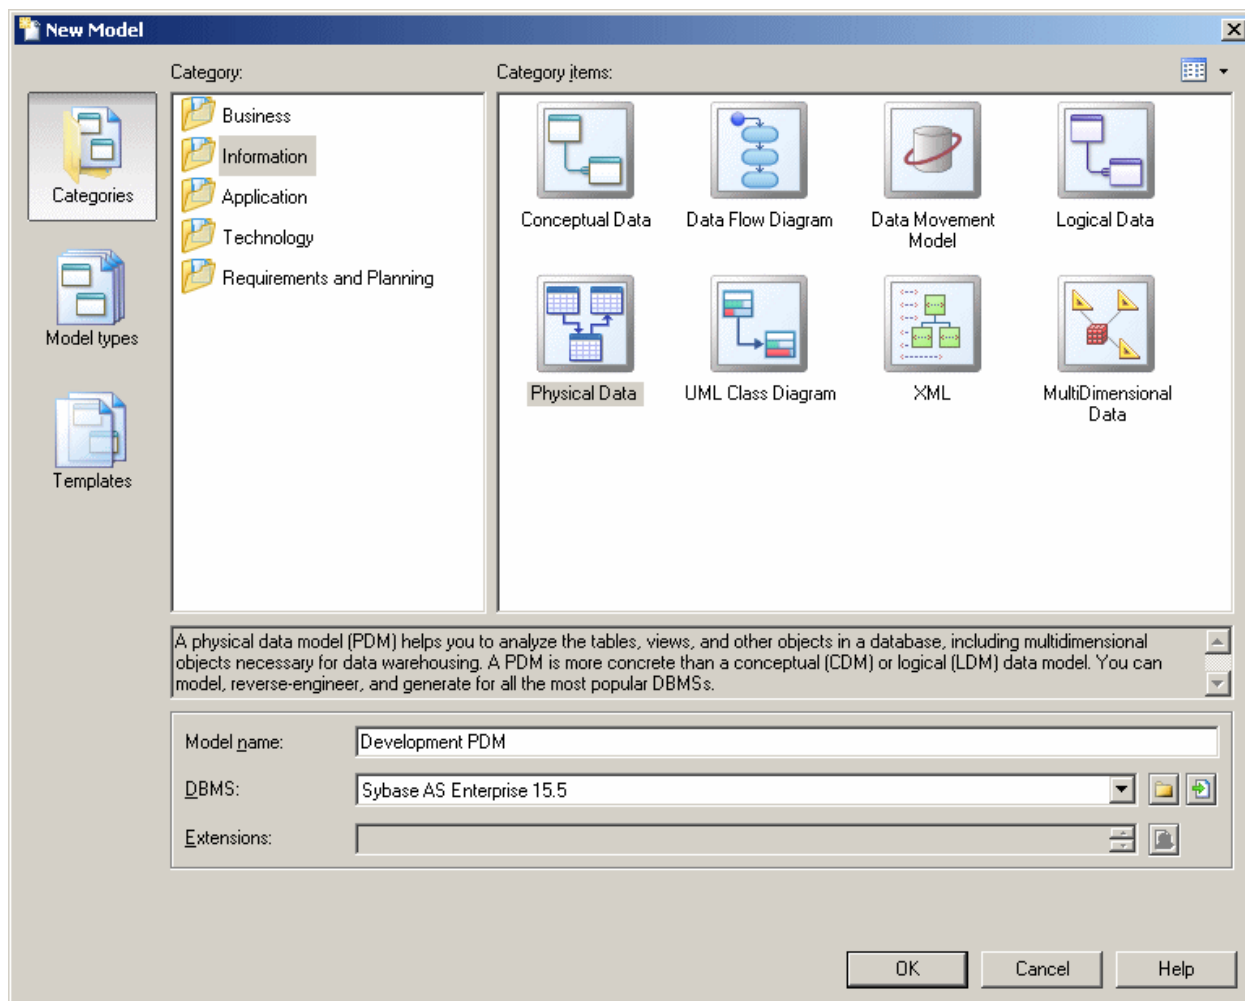 New Model
Category:
Category items:
Categories
Model types
Templates
Business
Information
Application
Technology
Requirements and Planning
Conceptual Data
Data Flow Diagram
Data Movement
Model
Logical Data
Physical Data
UML Class Diagram
XML
MultiDimensional
Data
A physical data model (PDM) helps you to analyze the tables, views, and other objects in a database, including multidimensional
objects necessary for data warehousing. A PDM is more concrete than a conceptual (CDM) or logical (LDM) data model. You can
model, reverse-engineer, and generate for all the most popular DBMSs.
Model name:
Development PDM
DBMS:
Sybase AS Enterprise 15.5
Extensions:
OK
Cancel
Help